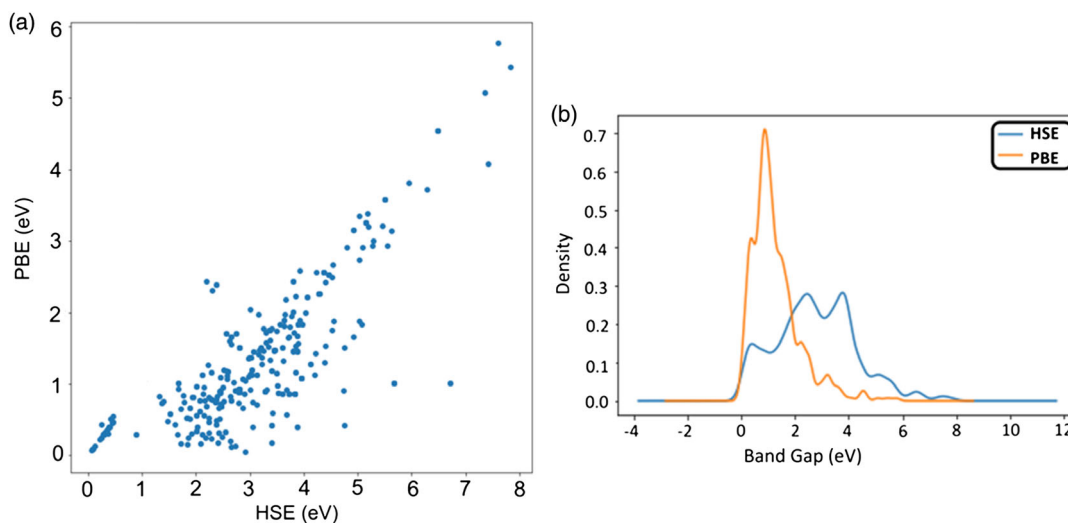 (a)
6
5
4
3
2
1
0
PBE (eV)
0 1 2 3 4 5 6 7 8
HSE (eV)
(b)
HSE
PBE
0.7
0.6
0.5
0.4
0.3
0.2
0.1
0.0
Density
-4 -2 0 2 4 6 8 10 12
Band Gap (eV)